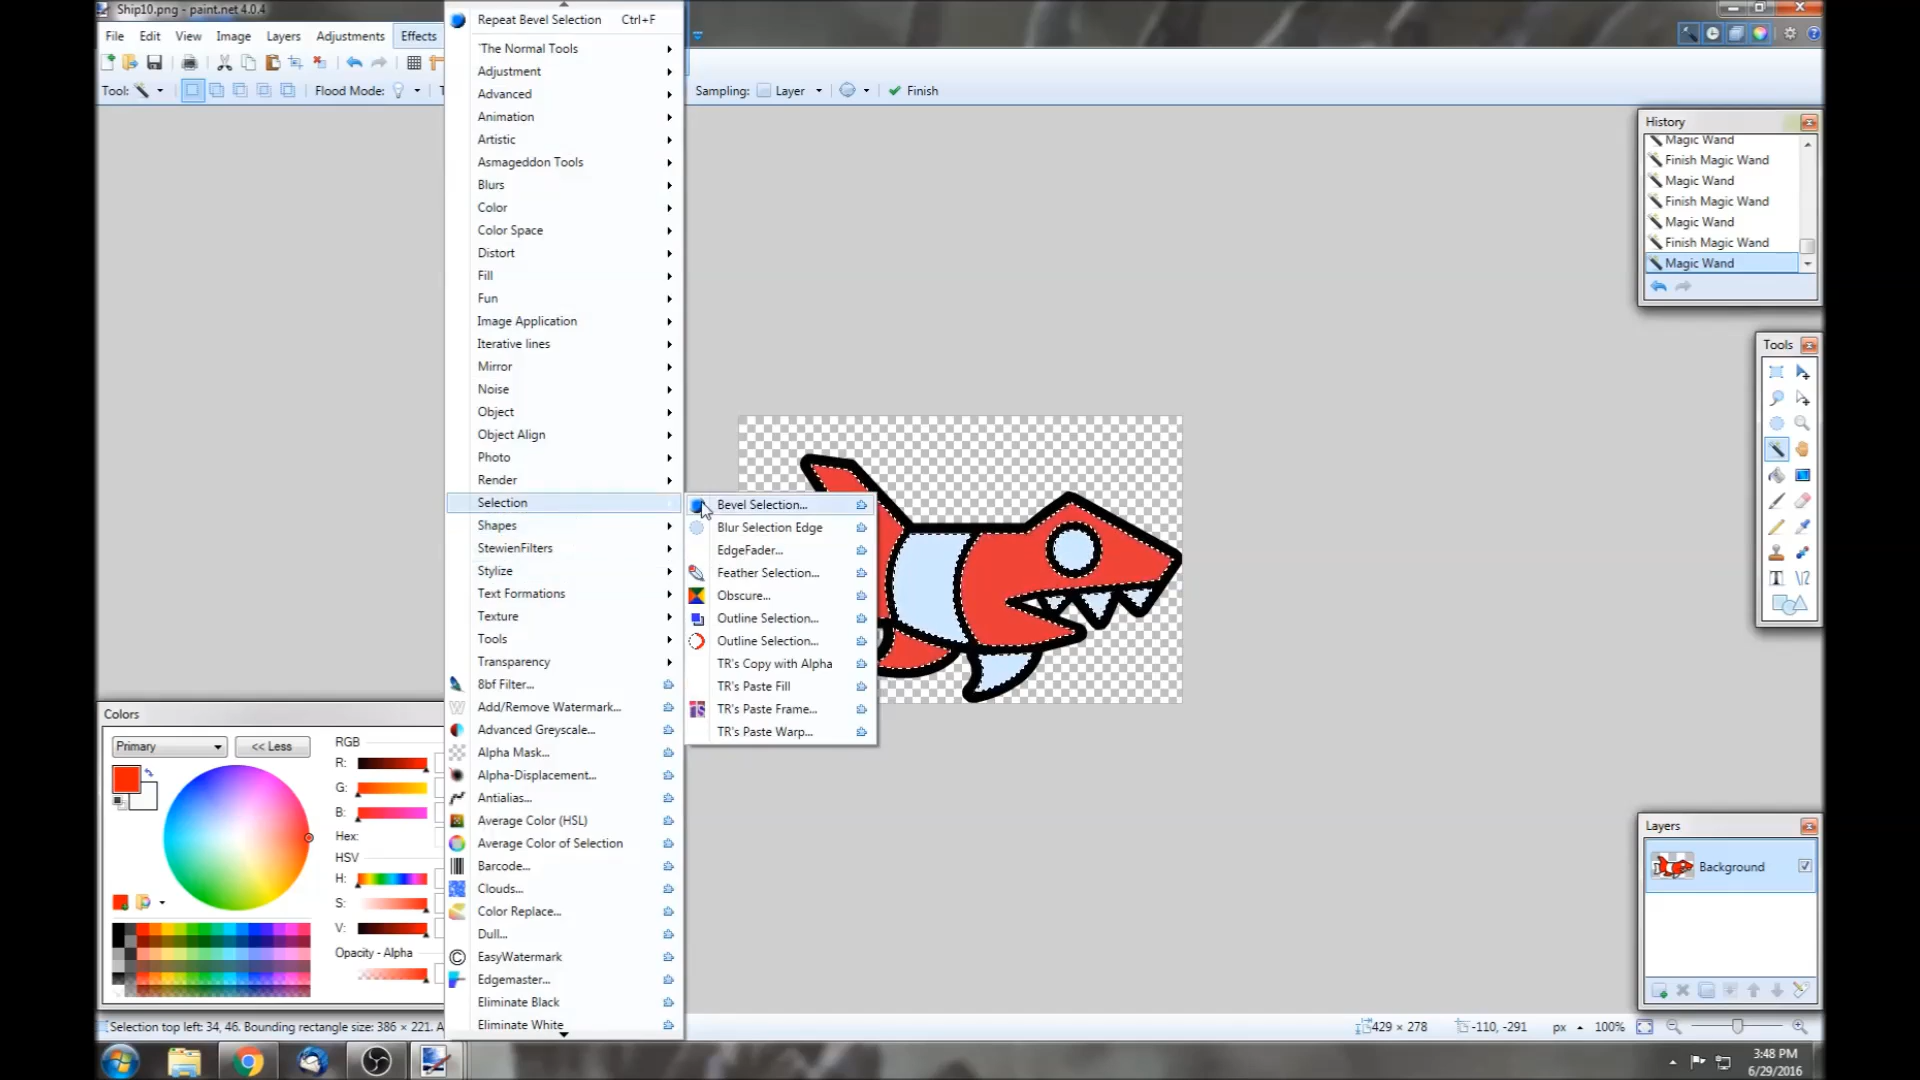 Ship10.png - paint.net 4.0.4
File Edit View Image Layers Adjustments Effects
Tool: Flood Mode: Sampling: Layer Finish
Repeat Bevel Selection Ctrl+F
'The Normal Tools
Adjustment
Advanced
Animation
Artistic
Asmageddon Tools
Blurs
Color
Color Space
Distort
Fill
Fun
Image Application
Iterative lines
Mirror
Noise
Object
Object Align
Photo
Render
Selection
Shapes
StewienFilters
Stylize
Text Formations
Texture
Tools
Transparency
8bf Filter...
Add/Remove Watermark...
Advanced Greyscale...
Alpha Mask...
Alpha-Displacement...
Antialias...
Average Color (HSL)
Average Color of Selection
Barcode...
Clouds...
Color Replace...
Dull...
EasyWatermark
Edgemaster...
Eliminate Black
Eliminate White
Bevel Selection...
Blur Selection Edge
EdgeFader...
Feather Selection...
Obscure...
Outline Selection...
Outline Selection...
TR's Copy with Alpha
TR's Paste Fill
TR's Paste Frame...
TR's Paste Warp...
History
Magic Wand
Finish Magic Wand
Magic Wand
Finish Magic Wand
Magic Wand
Finish Magic Wand
Magic Wand
Tools
Colors
Primary << Less
RGB
R:
G:
B:
Hex:
HSV
H:
S:
V:
Opacity - Alpha
Layers
Background
Selection top left: 34, 46. Bounding rectangle size: 386 × 221. A
429 × 278 -110, -291 px 100%
3:48 PM
6/29/2016